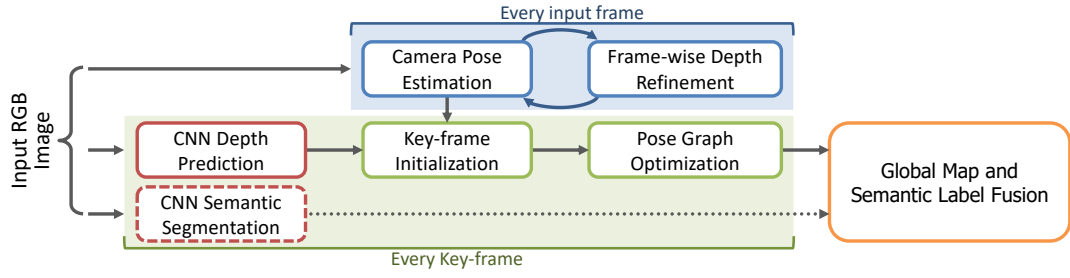 Every input frame
Input RGB
Image
Camera Pose
Estimation
Frame-wise Depth
Refinement
CNN Depth
Prediction
Key-frame
Initialization
Pose Graph
Optimization
CNN Semantic
Segmentation
Global Map and
Semantic Label Fusion
Every Key-frame